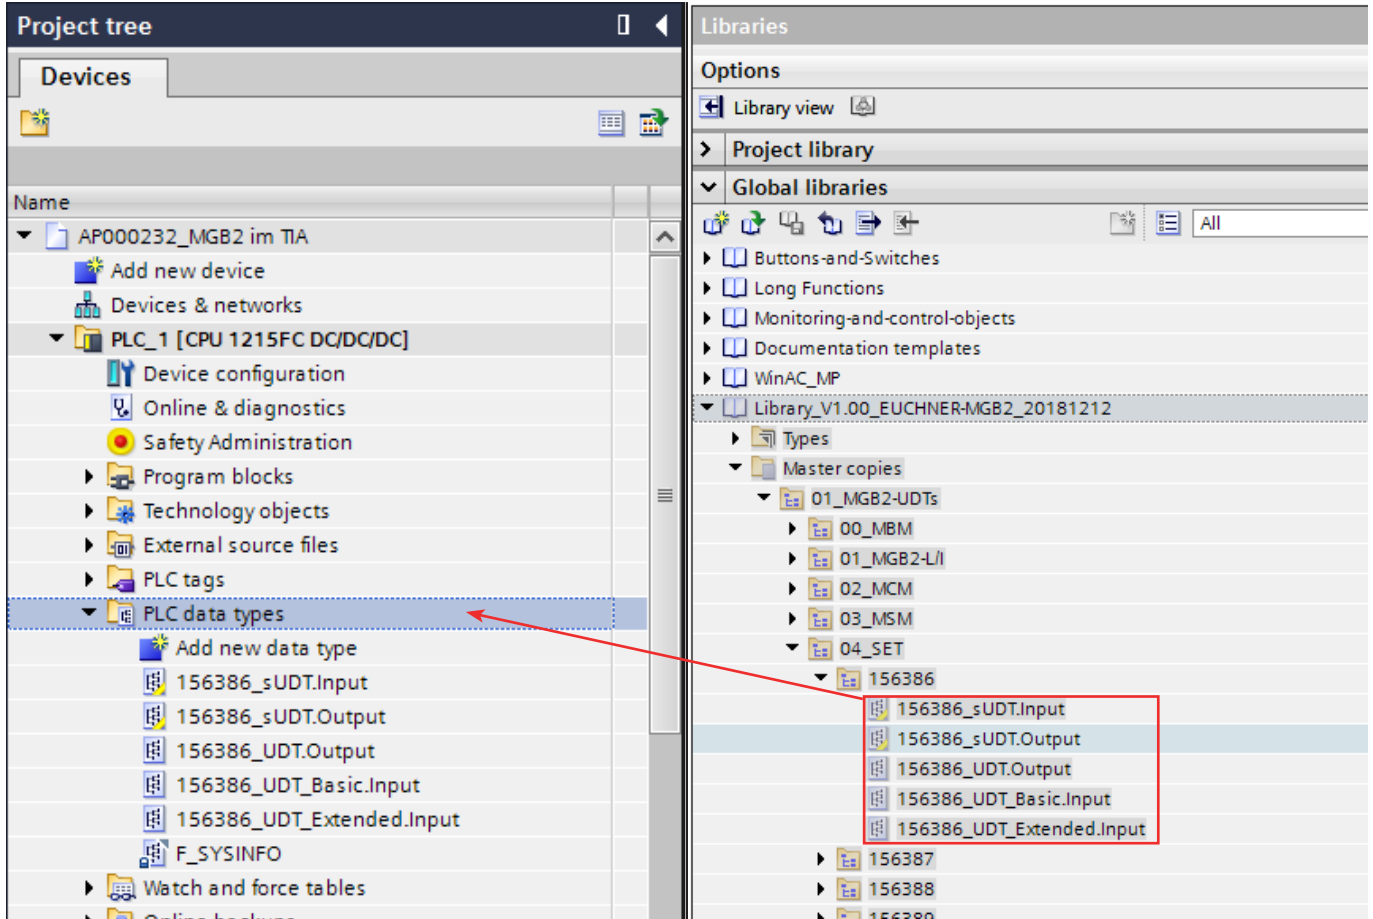 Project tree
Devices
Name
AP000232_MGB2 im TIA
Add new device
Devices & networks
PLC_1 [CPU 1215FC DC/DC/DC]
Device configuration
Online & diagnostics
Safety Administration
Program blocks
Technology objects
External source files
PLC tags
PLC data types
Add new data type
156386_sUDT.Input
156386_sUDT.Output
156386_UDT.Output
156386_UDT_Basic.Input
156386_UDT_Extended.Input
F_SYSINFO
Watch and force tables
Online backups
Libraries
Options
Library view
Project library
Global libraries
All
Buttons-and-Switches
Long Functions
Monitoring-and-control-objects
Documentation templates
WinAC_MP
Library_V1.00_EUCHNER-MGB2_20181212
Types
Master copies
01_MGB2-UDTs
00_MBM
01_MGB2-L/I
02_MCM
03_MSM
04_SET
156386
156386_sUDT.Input
156386_sUDT.Output
156386_UDT.Output
156386_UDT_Basic.Input
156386_UDT_Extended.Input
156387
156388
156389